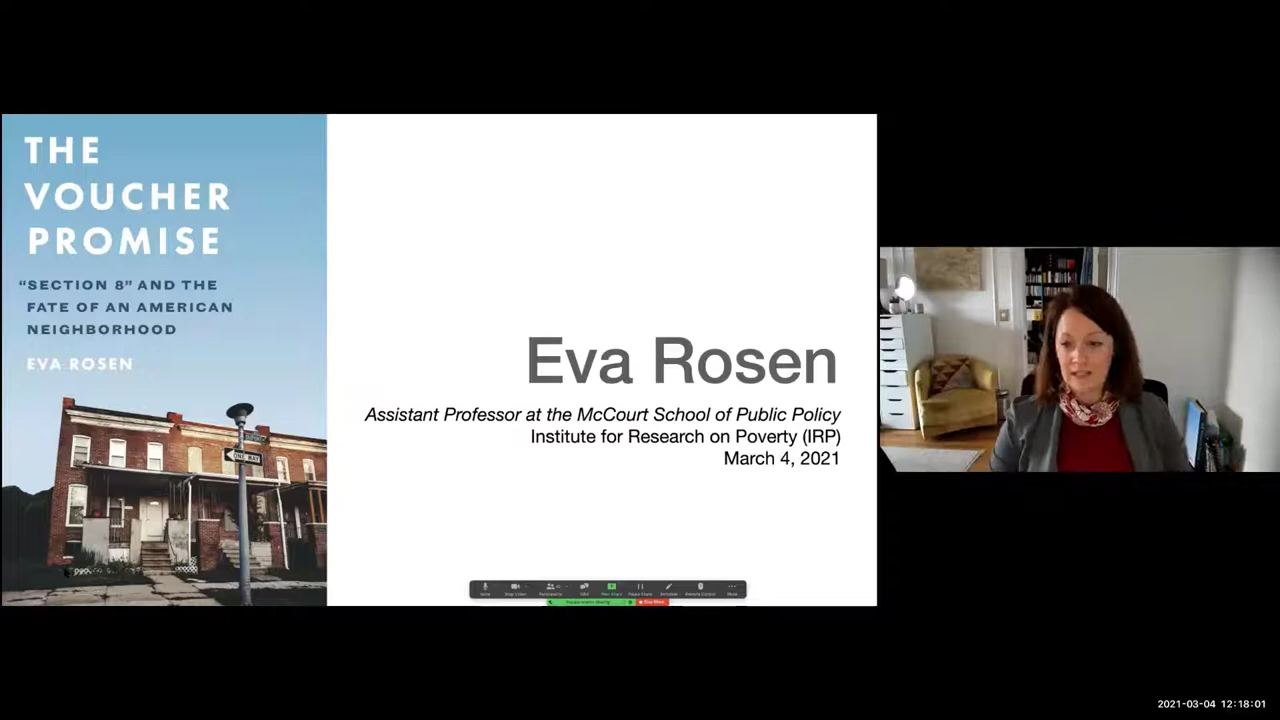 THE
VOUCHER
PROMISE
“SECTION 8” AND THE
FATE OF AN AMERICAN
NEIGHBORHOOD
EVA ROSEN
ONE WAY
Eva Rosen
Assistant Professor at the McCourt School of Public Policy
Institute for Research on Poverty (IRP)
March 4, 2021
2021-03-04 12:18:01